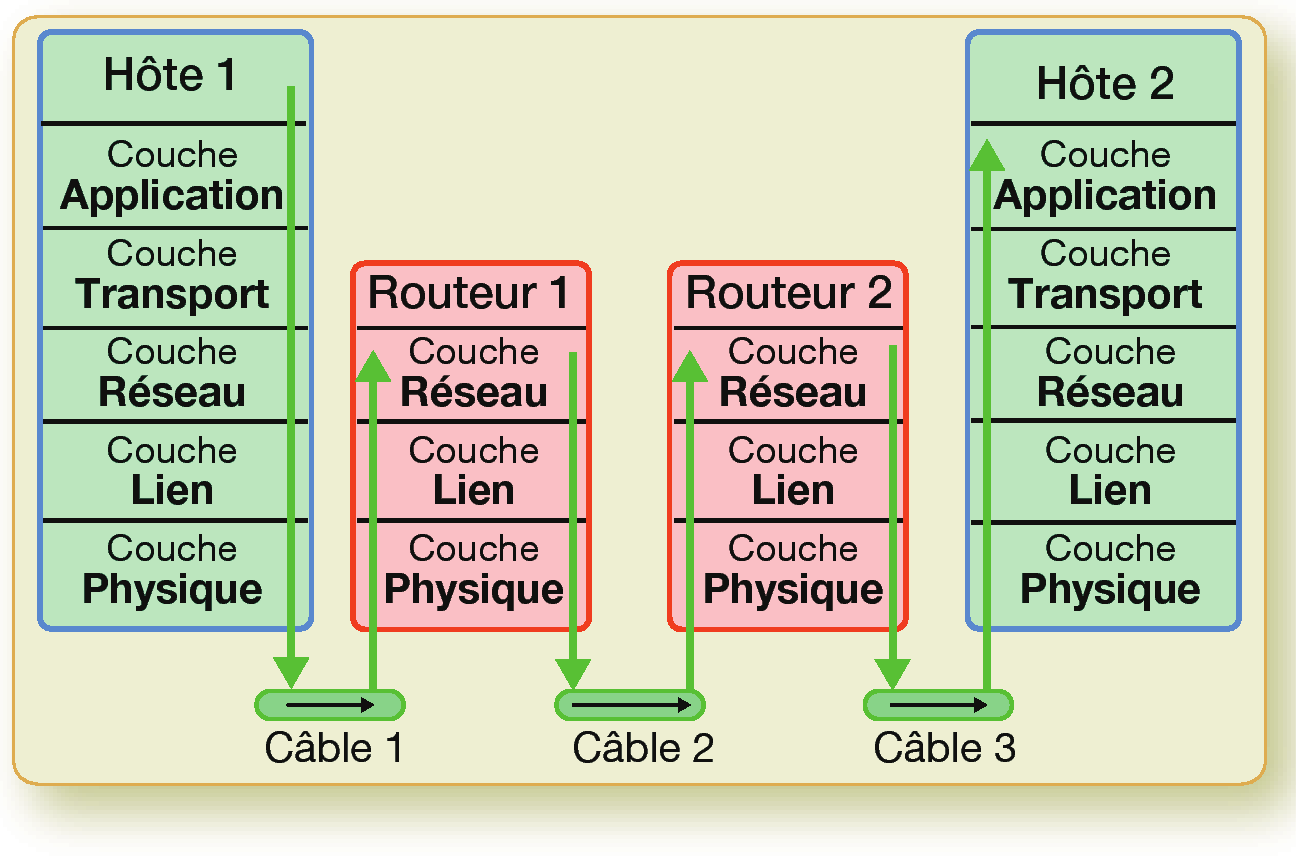 Hôte 1
Couche
Application
Couche
Transport
Couche
Réseau
Couche
Lien
Couche
Physique
Routeur 1
Couche
Réseau
Couche
Lien
Couche
Physique
Routeur 2
Couche
Réseau
Couche
Lien
Couche
Physique
Hôte 2
Couche
Application
Couche
Transport
Couche
Réseau
Couche
Lien
Couche
Physique
Câble 1
Câble 2
Câble 3